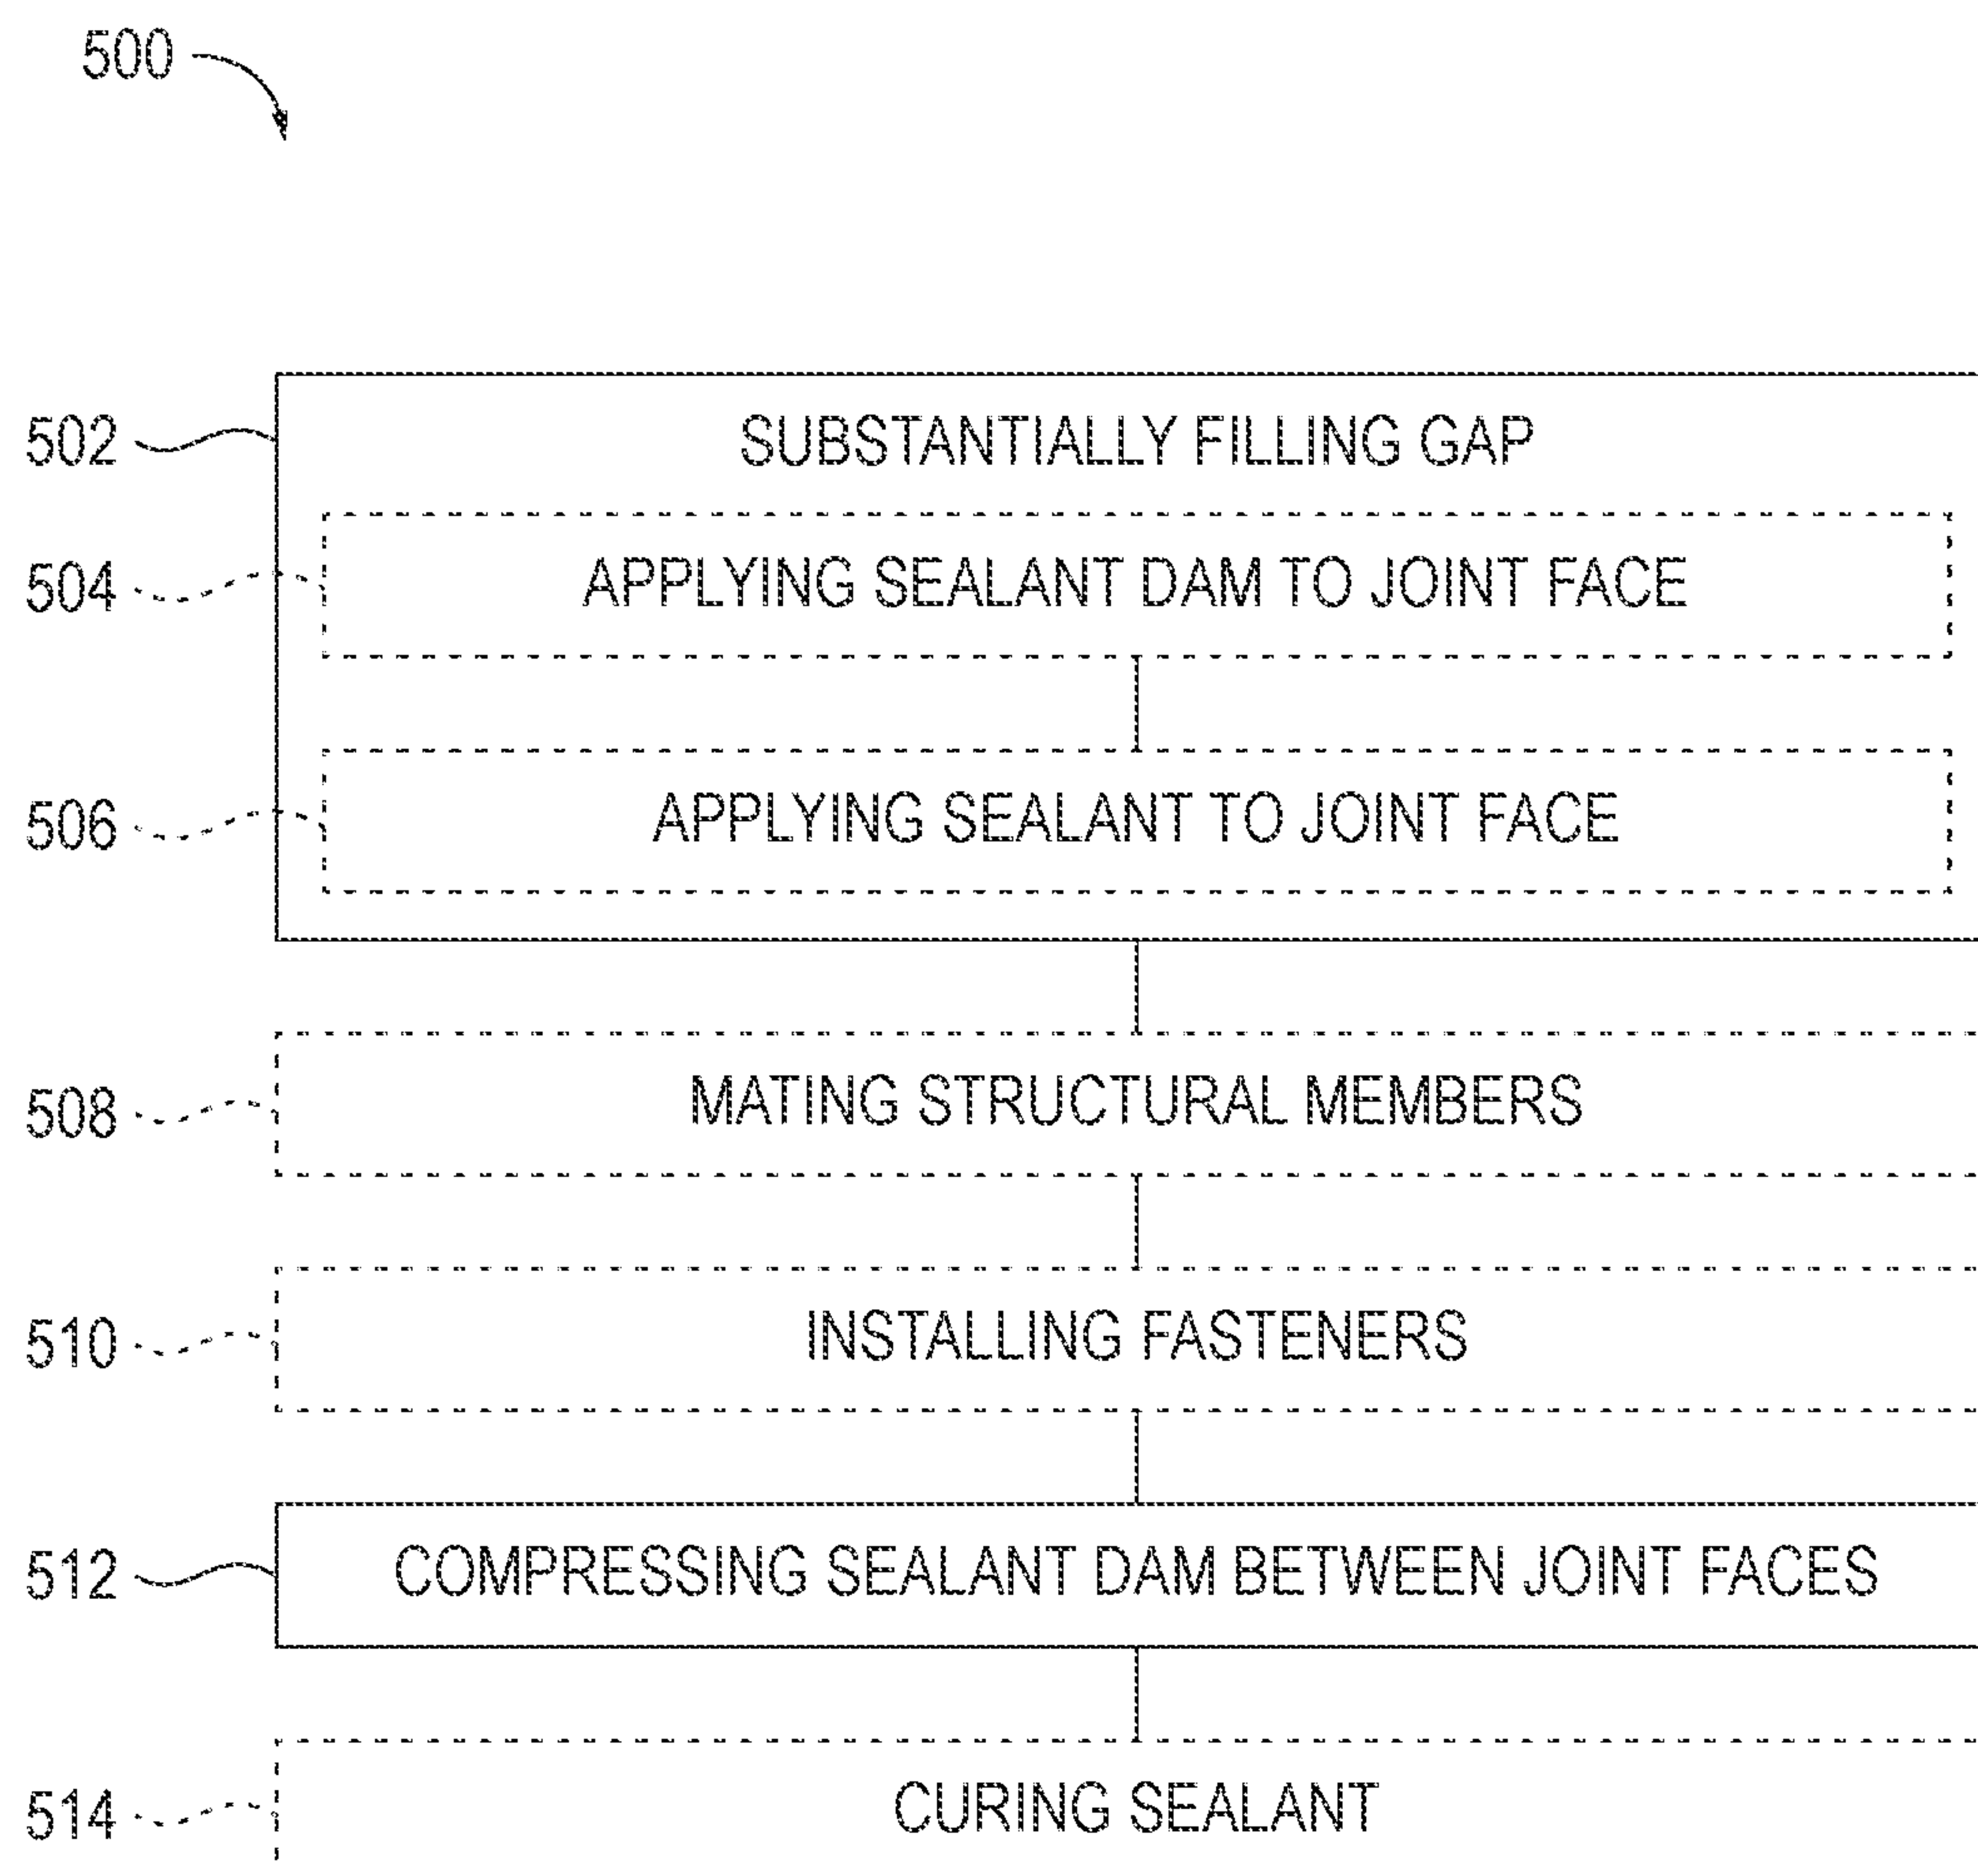 500
502 SUBSTANTIALLY FILLING GAP
504 APPLYING SEALANT DAM TO JOINT FACE
506 APPLYING SEALANT TO JOINT FACE
508 MATING STRUCTURAL MEMBERS
510 INSTALLING FASTENERS
512 COMPRESSING SEALANT DAM BETWEEN JOINT FACES
514 CURING SEALANT